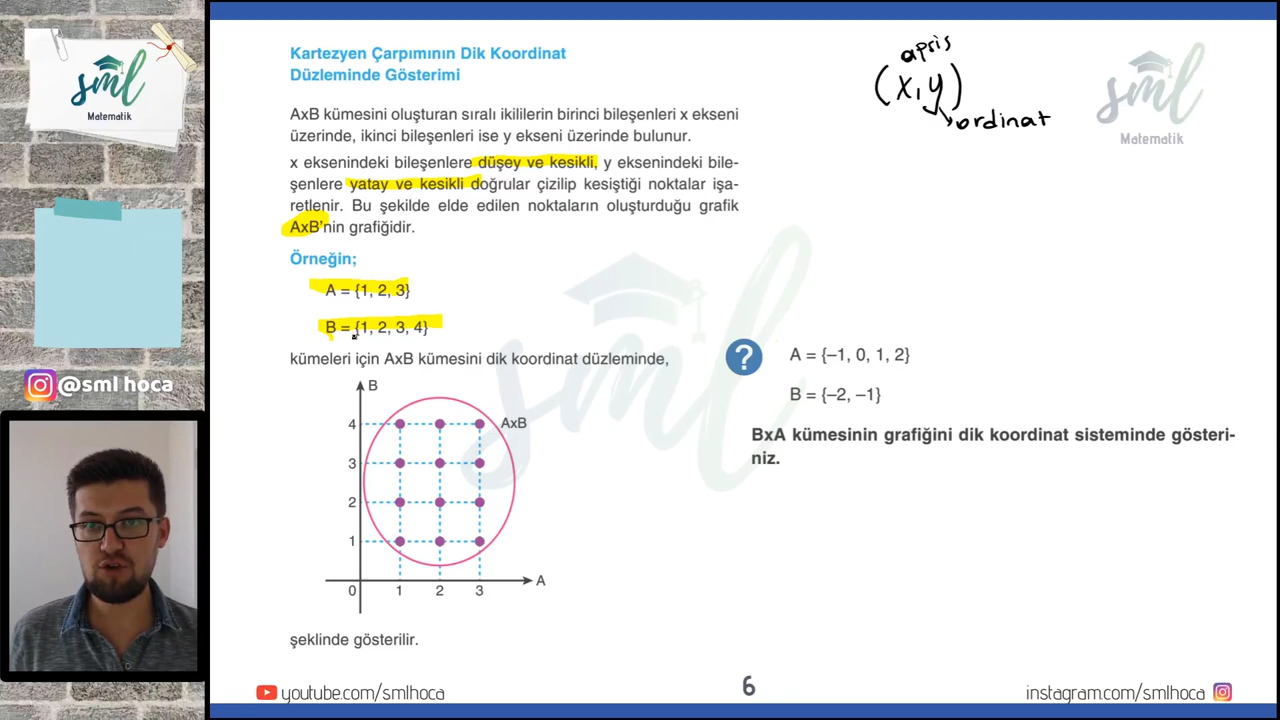 sml
Matematik
@sml hoca
Kartezyen Çarpımının Dik Koordinat
Düzleminde Gösterimi
AxB kümesini oluşturan sıralı ikililerin birinci bileşenleri x ekseni
üzerinde, ikinci bileşenleri ise y ekseni üzerinde bulunur.
x eksenindeki bileşenlere düşey ve kesikli, y eksenindeki bile-
şenlere yatay ve kesikli doğrular çizilip kesiştiği noktalar işa-
retlenir. Bu şekilde elde edilen noktaların oluşturduğu grafik
AxB'nin grafiğidir.
Örneğin;
A = {1, 2, 3}
B = {1, 2, 3, 4}
kümeleri için AxB kümesini dik koordinat düzleminde,
B
4
AxB
3
2
1
0 1 2 3
A
şeklinde gösterilir.
apris
(x, y)
ordinat
sml
Matematik
sml
?
A = {–1, 0, 1, 2}
B = {–2, –1}
BxA kümesinin grafiğini dik koordinat sisteminde gösteri-
niz.
youtube.com/smlhoca
6
instagram.com/smlhoca